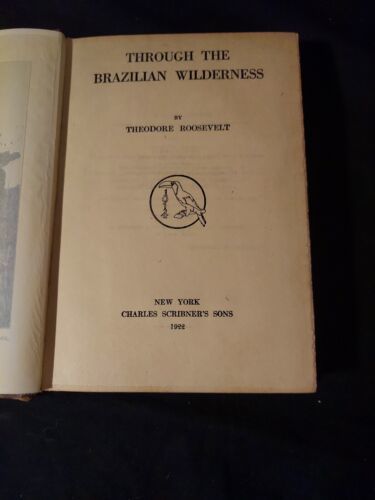 THROUGH THE
BRAZILIAN WILDERNESS
BY
THEODORE ROOSEVELT
NEW YORK
CHARLES SCRIBNER'S SONS
1922